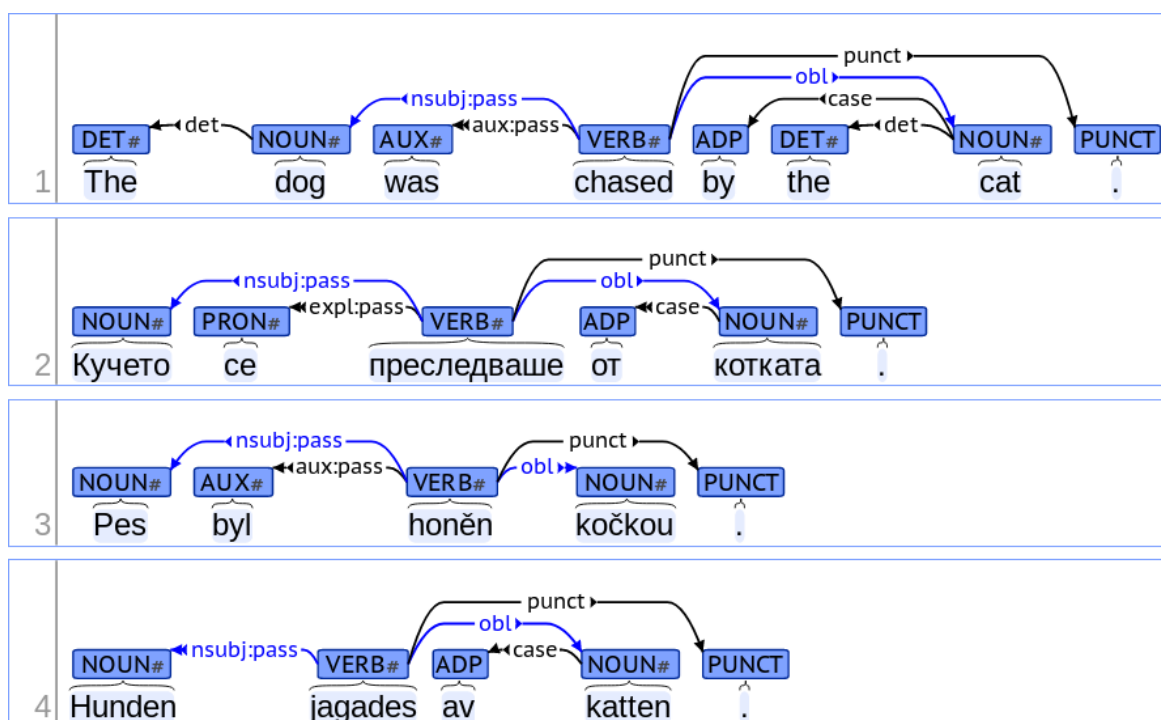 punct
obl
nsubj:pass case
det aux:pass det
DET# NOUN# AUX# VERB# ADP DET# NOUN# PUNCT
1 The dog was chased by the cat .
punct
nsubj:pass obl
expl:pass case
NOUN# PRON# VERB# ADP NOUN# PUNCT
2 Кучето се преследваше от котката .
nsubj:pass punct
aux:pass obl
NOUN# AUX# VERB# NOUN# PUNCT
3 Pes byl honěn kočkou .
punct
obl
nsubj:pass case
NOUN# VERB# ADP NOUN# PUNCT
4 Hunden jagades av katten .